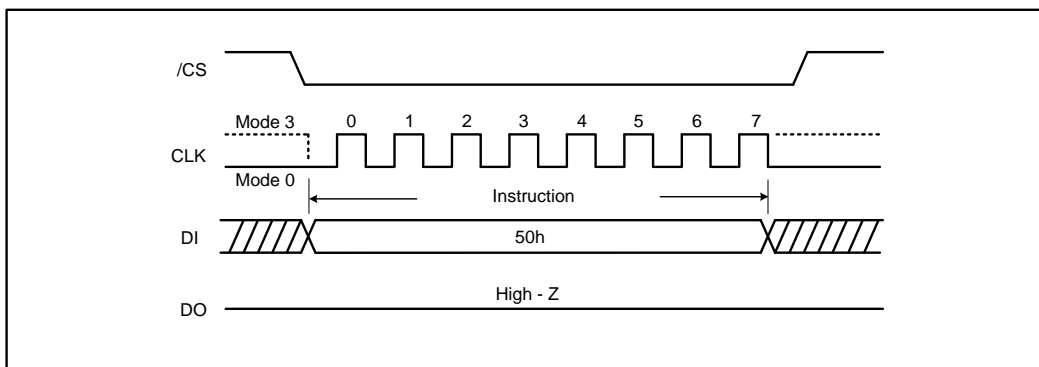 /CS
Mode 3 0 1 2 3 4 5 6 7
CLK
Mode 0
Instruction
DI 50h
High - Z
DO